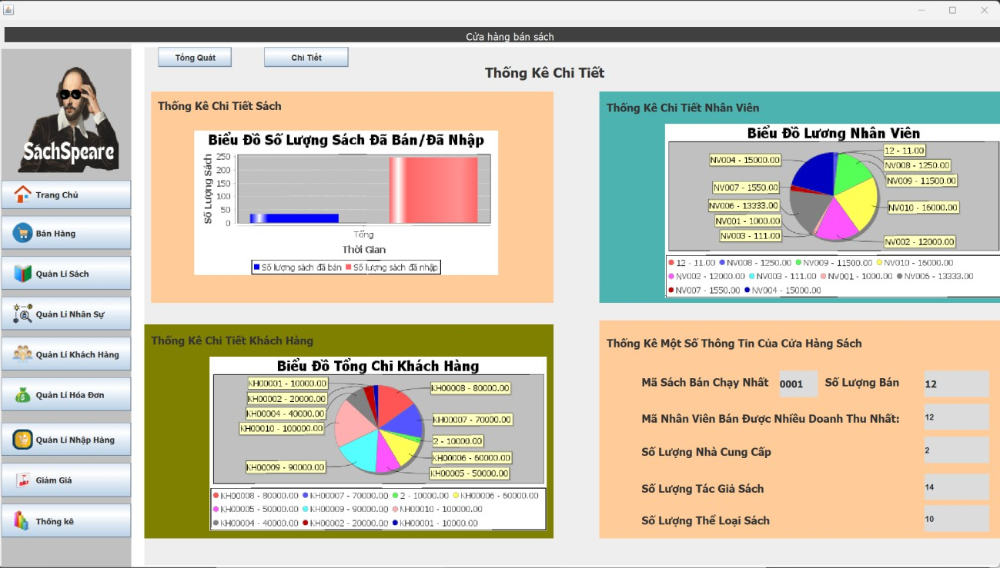 Cửa hàng bán sách
SáchSpeare
Trang Chủ
Bán Hàng
Quản Lí Sách
Quản Lí Nhân Sự
Quản Lí Khách Hàng
Quản Lí Hóa Đơn
Quản Lí Nhập Hàng
Giảm Giá
Thống kê
Tổng Quát
Chi Tiết
Thống Kê Chi Tiết
Thống Kê Chi Tiết Sách
Biểu Đồ Số Lượng Sách Đã Bán/Đã Nhập
Số Lượng Sách
250
200
150
100
50
0
Tổng
Thời Gian
Số lượng sách đã bán Số lượng sách đã nhập
Thống Kê Chi Tiết Nhân Viên
Biểu Đồ Lương Nhân Viên
12 - 11.00
NV004 - 15000.00
NV008 - 1250.00
NV009 - 11500.00
NV007 - 1550.00
NV006 - 13333.00
NV010 - 16000.00
NV001 - 1000.00
NV003 - 111.00
NV002 - 12000.00
12 - 11.00 NV008 - 1250.00 NV009 - 11500.00 NV010 - 16000.00
NV002 - 12000.00 NV003 - 111.00 NV001 - 1000.00 NV006 - 13333.00
NV007 - 1550.00 NV004 - 15000.00
Thống Kê Chi Tiết Khách Hàng
Biểu Đồ Tổng Chi Khách Hàng
KH00001 - 10000.00
KH00008 - 80000.00
KH00002 - 20000.00
KH00004 - 40000.00
KH00007 - 70000.00
KH00010 - 100000.00
2 - 10000.00
KH00006 - 60000.00
KH00009 - 90000.00
KH00005 - 50000.00
KH00008 - 80000.00 KH00007 - 70000.00 2 - 10000.00 KH00006 - 60000.00
KH00005 - 50000.00 KH00009 - 90000.00 KH00010 - 100000.00
KH00004 - 40000.00 KH00002 - 20000.00 KH00001 - 10000.00
Thống Kê Một Số Thông Tin Của Cửa Hàng Sách
Mã Sách Bán Chạy Nhất 0001 Số Lượng Bán 12
Mã Nhân Viên Bán Được Nhiều Doanh Thu Nhất: 12
Số Lượng Nhà Cung Cấp 2
Số Lượng Tác Giả Sách 14
Số Lượng Thể Loại Sách 10